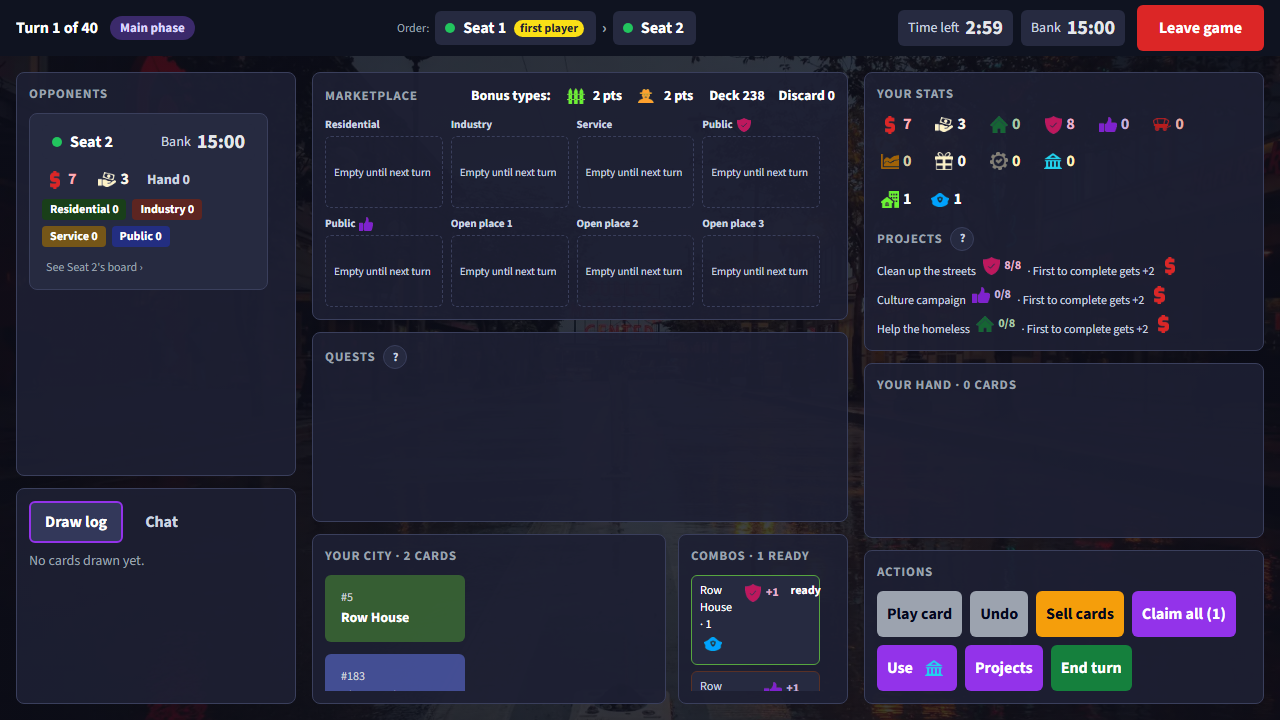 Turn 1 of 40 Main phase
Order: Seat 1 first player › Seat 2
Time left 2:59 Bank 15:00 Leave game
OPPONENTS
Seat 2 Bank 15:00
7 3 Hand 0
Residential 0 Industry 0
Service 0 Public 0
See Seat 2's board ›
Draw log Chat
No cards drawn yet.
MARKETPLACE Bonus types: 2 pts 2 pts Deck 238 Discard 0
Residential Industry Service Public
Empty until next turn Empty until next turn Empty until next turn Empty until next turn
Public Open place 1 Open place 2 Open place 3
Empty until next turn Empty until next turn Empty until next turn Empty until next turn
QUESTS ?
YOUR CITY · 2 CARDS
#5
Row House
#183
COMBOS · 1 READY
Row House · 1 +1 ready
Row +1
YOUR STATS
7 3 0 8 0 0
0 0 0 0
1 1
PROJECTS ?
Clean up the streets 8/8 · First to complete gets +2
Culture campaign 0/8 · First to complete gets +2
Help the homeless 0/8 · First to complete gets +2
YOUR HAND · 0 CARDS
ACTIONS
Play card Undo Sell cards Claim all (1)
Use Projects End turn